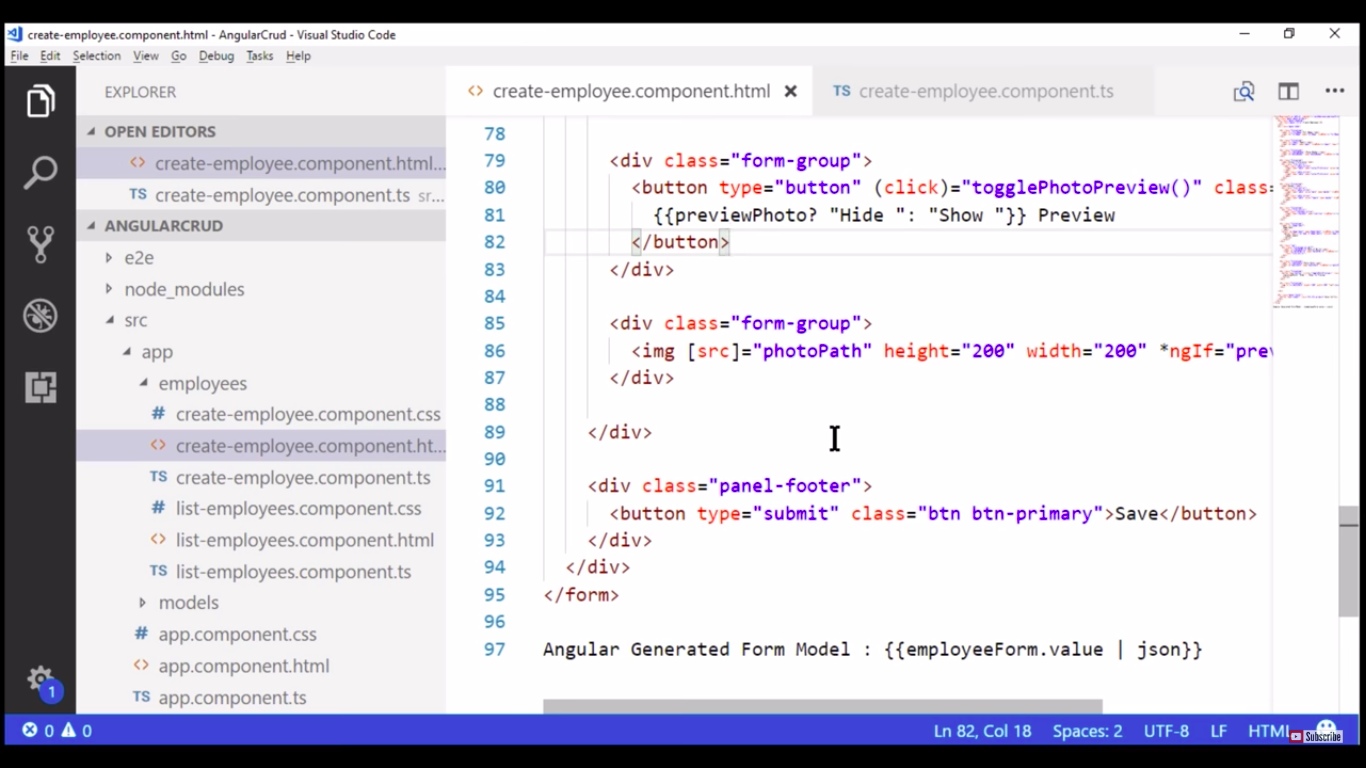 create-employee.component.html - AngularCrud - Visual Studio Code
File Edit Selection View Go Debug Tasks Help
EXPLORER
OPEN EDITORS
create-employee.component.html...
TS create-employee.component.ts sr...
ANGULARCRUD
e2e
node_modules
src
app
employees
# create-employee.component.css
<> create-employee.component.ht...
TS create-employee.component.ts
# list-employees.component.css
<> list-employees.component.html
TS list-employees.component.ts
models
# app.component.css
<> app.component.html
TS app.component.ts
1
<> create-employee.component.html
TS create-employee.component.ts
78
79 <div class="form-group">
80 <button type="button" (click)="togglePhotoPreview()" class=
81 {{previewPhoto? "Hide ": "Show "}} Preview
82 </button>
83 </div>
84
85 <div class="form-group">
86 <img [src]="photoPath" height="200" width="200" *ngIf="prev
87 </div>
88
89 </div>
90
91 <div class="panel-footer">
92 <button type="submit" class="btn btn-primary">Save</button>
93 </div>
94 </div>
95 </form>
96
97 Angular Generated Form Model : {{employeeForm.value | json}}
0 0
Ln 82, Col 18 Spaces: 2 UTF-8 LF HTML
Subscribe